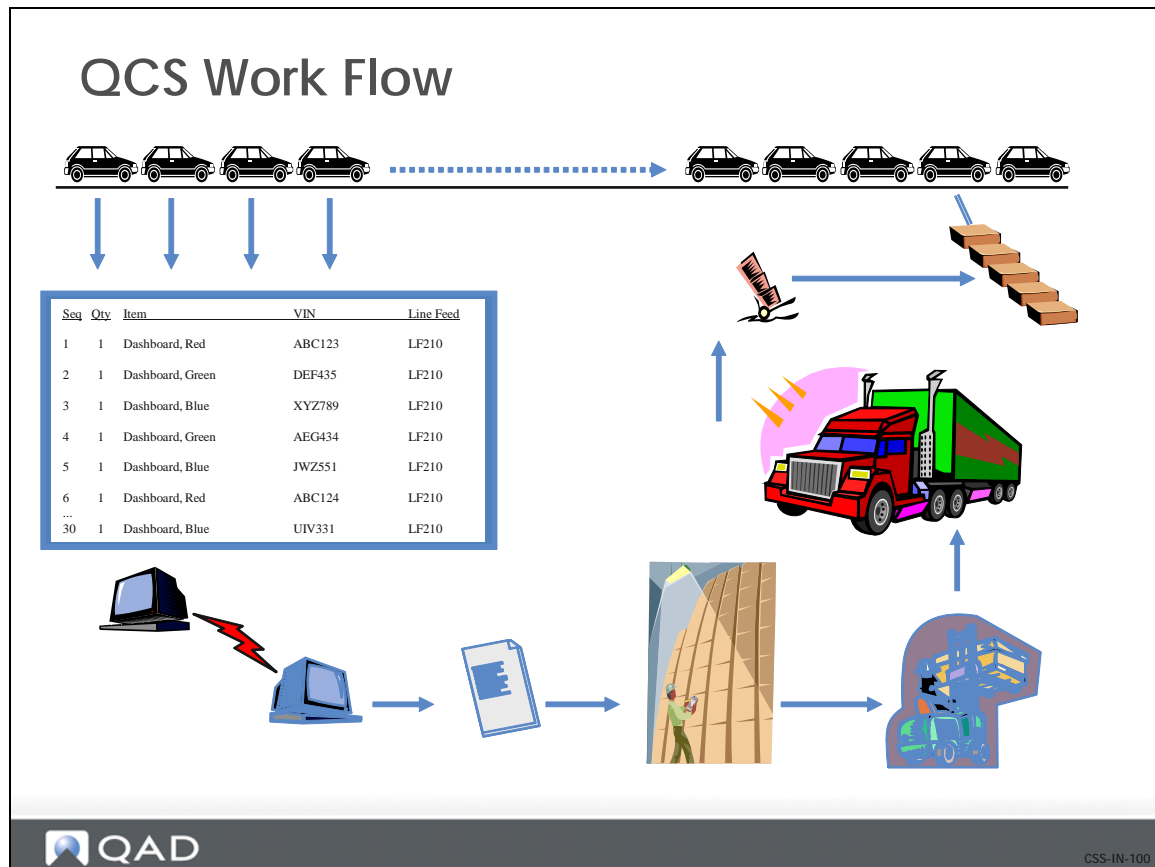 QCS Work Flow
Seq Qty Item VIN Line Feed
1 1 Dashboard, Red ABC123 LF210
2 1 Dashboard, Green DEF435 LF210
3 1 Dashboard, Blue XYZ789 LF210
4 1 Dashboard, Green AEG434 LF210
5 1 Dashboard, Blue JWZ551 LF210
6 1 Dashboard, Red ABC124 LF210
...
30 1 Dashboard, Blue UIV331 LF210
QAD
CSS-IN-100